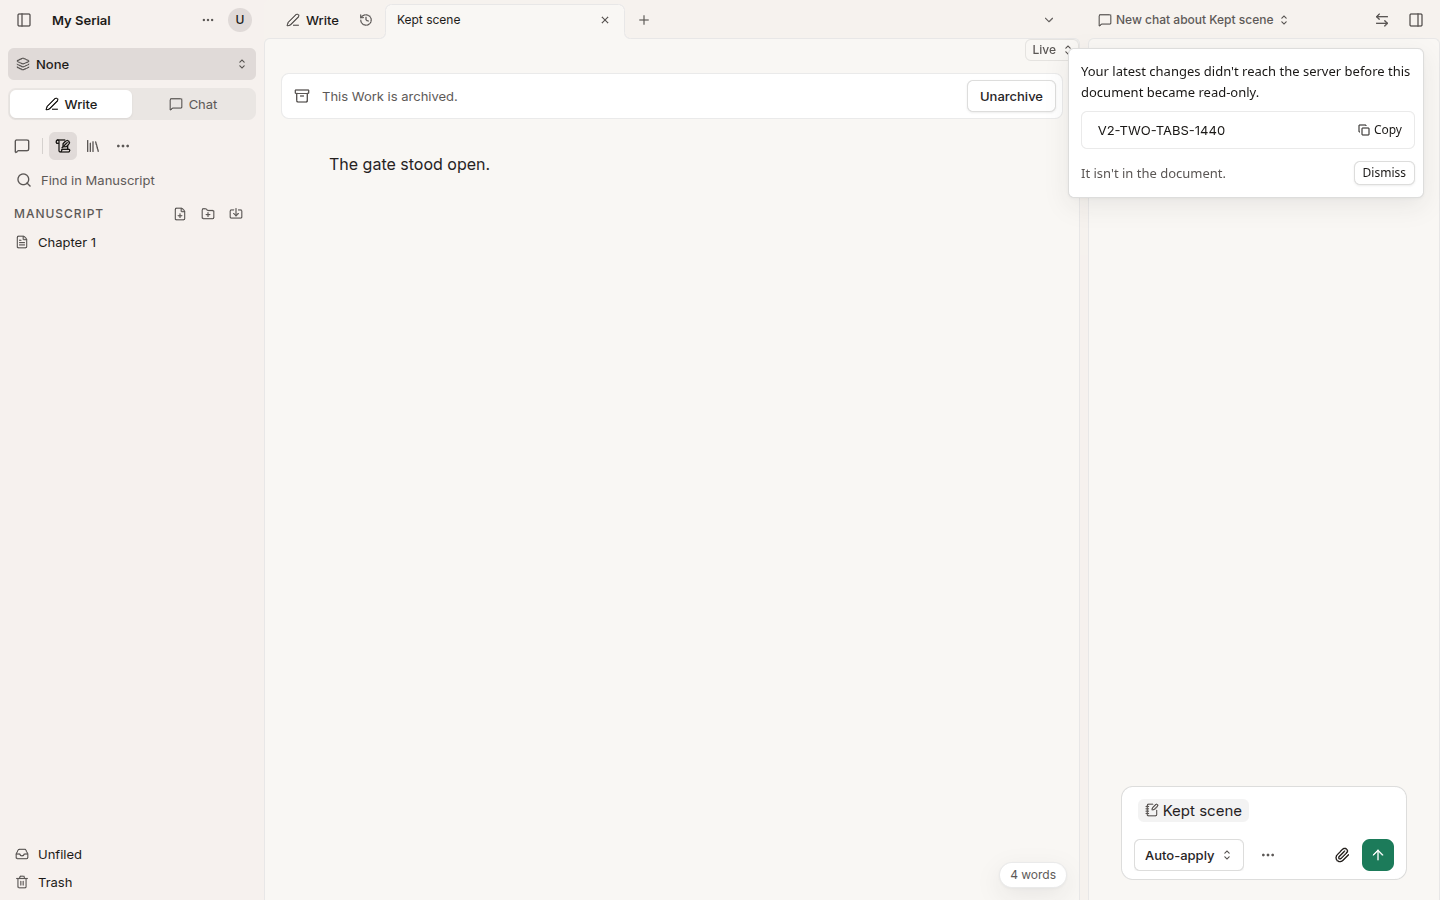 My Serial
U
None
Write
Chat
Find in Manuscript
MANUSCRIPT
Chapter 1
Unfiled
Trash
Write
Kept scene
Live
This Work is archived.
Unarchive
The gate stood open.
4 words
New chat about Kept scene
Your latest changes didn't reach the server before this
document became read-only.
V2-TWO-TABS-1440
Copy
It isn't in the document.
Dismiss
Kept scene
Auto-apply